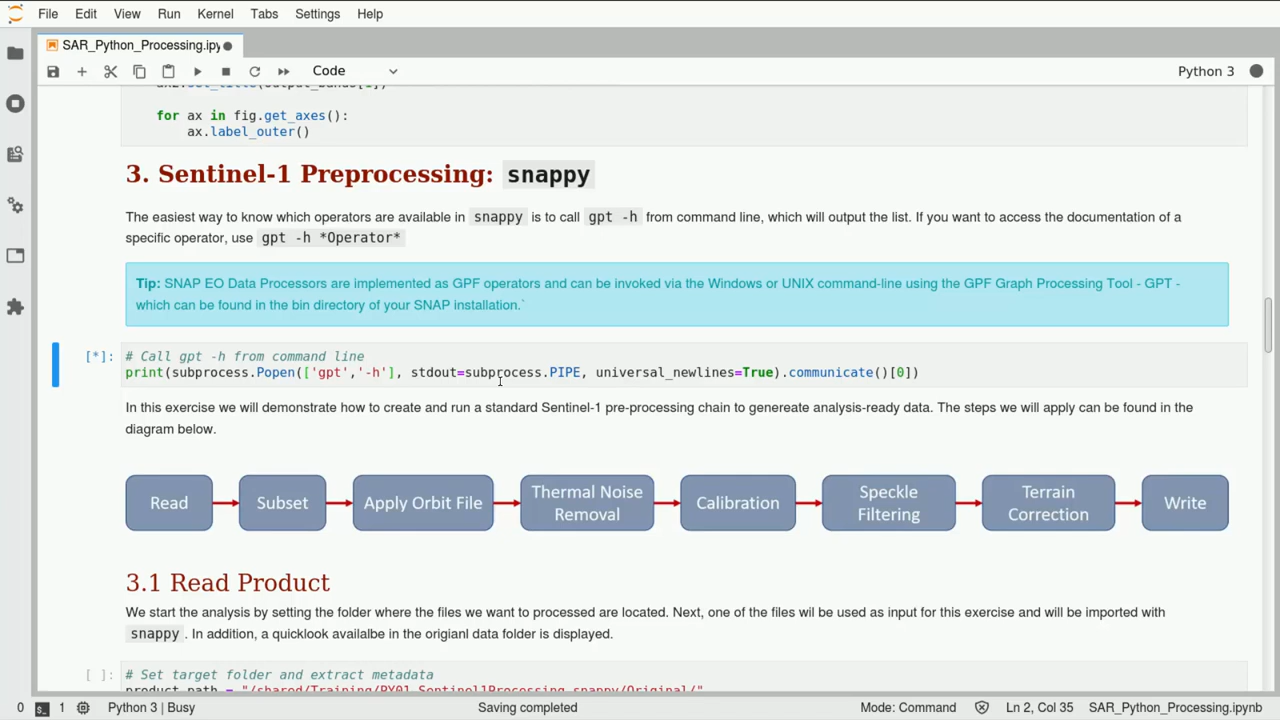 File Edit View Run Kernel Tabs Settings Help
SAR_Python_Processing.ipy
Code
Python 3
for ax in fig.get_axes():
ax.label_outer()
3. Sentinel-1 Preprocessing: snappy
The easiest way to know which operators are available in snappy is to call gpt -h from command line, which will output the list. If you want to access the documentation of a
specific operator, use gpt -h *Operator*
Tip: SNAP EO Data Processors are implemented as GPF operators and can be invoked via the Windows or UNIX command-line using the GPF Graph Processing Tool - GPT -
which can be found in the bin directory of your SNAP installation.`
[*]: # Call gpt -h from command line
print(subprocess.Popen(['gpt','-h'], stdout=subprocess.PIPE, universal_newlines=True).communicate()[0])
In this exercise we will demonstrate how to create and run a standard Sentinel-1 pre-processing chain to genereate analysis-ready data. The steps we will apply can be found in the
diagram below.
Read
Subset
Apply Orbit File
Thermal Noise
Removal
Calibration
Speckle
Filtering
Terrain
Correction
Write
3.1 Read Product
We start the analysis by setting the folder where the files we want to processed are located. Next, one of the files wil be used as input for this exercise and will be imported with
snappy . In addition, a quicklook availalbe in the origianl data folder is displayed.
[ ]: # Set target folder and extract metadata
product_path = "/shared/Training/PY01_Sentinel1Processing_snappy/Original/"
0 1 Python 3 | Busy Saving completed Mode: Command Ln 2, Col 35 SAR_Python_Processing.ipynb